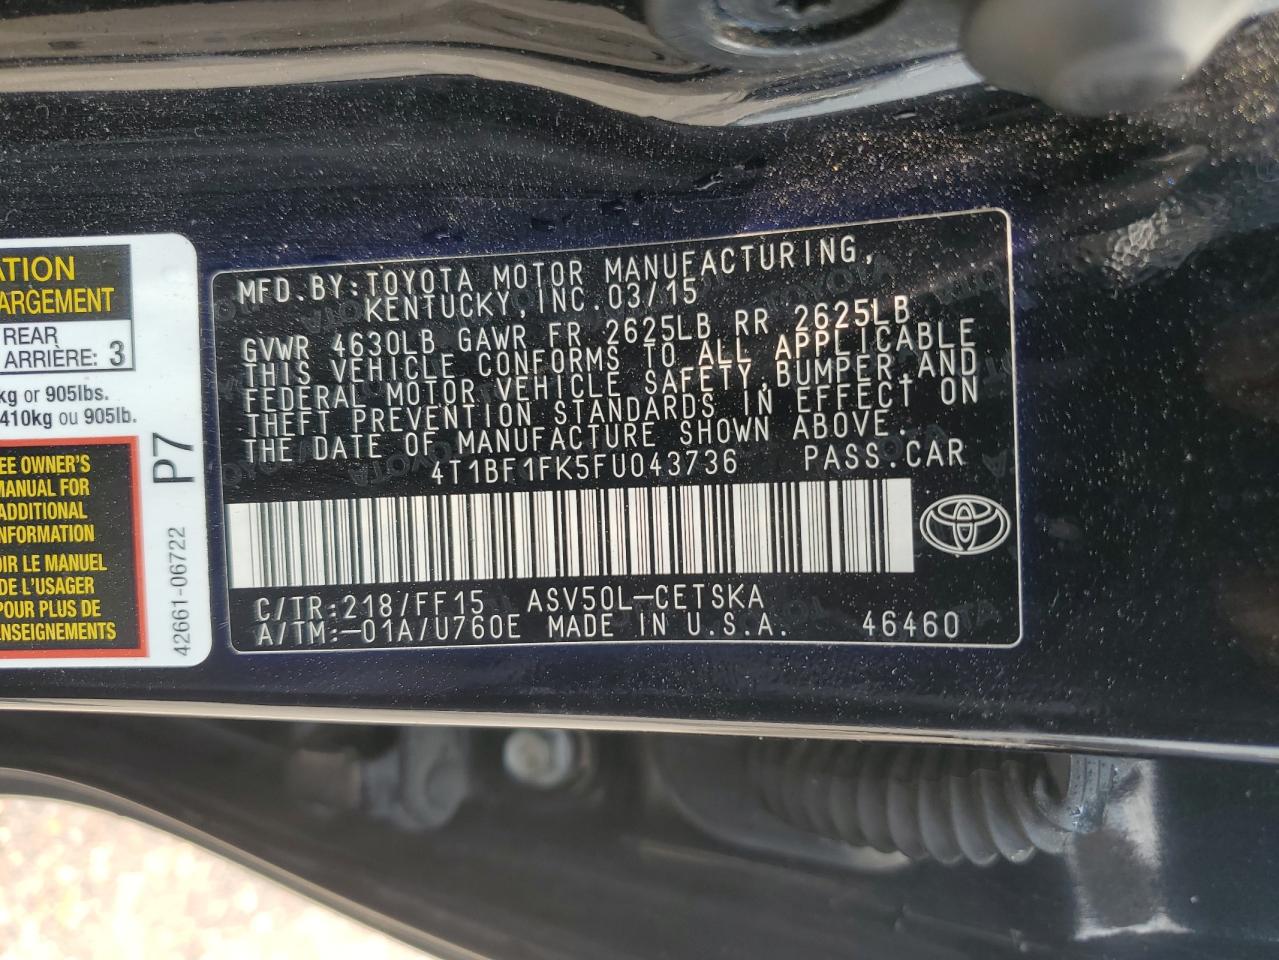 ATION
ARGEMENT
REAR
ARRIÈRE: 3
kg or 905lbs.
410kg ou 905lb.
EE OWNER'S
MANUAL FOR
ADDITIONAL
NFORMATION
OIR LE MANUEL
DE L'USAGER
POUR PLUS DE
ENSEIGNEMENTS
P7
42661-06722
MFD. BY: TOYOTA MOTOR MANUFACTURING,
KENTUCKY, INC. 03/15
GVWR 4630LB GAWR FR 2625LB RR 2625LB
THIS VEHICLE CONFORMS TO ALL APPLICABLE
FEDERAL MOTOR VEHICLE SAFETY, BUMPER, AND
THEFT PREVENTION STANDARDS IN EFFECT ON
THE DATE OF MANUFACTURE SHOWN ABOVE.
4T1BF1FK5FU043736 PASS. CAR
C/TR: 218/FF15 ASV50L-CETSKA
A/TM: -01A/U760E MADE IN U.S.A. 46460